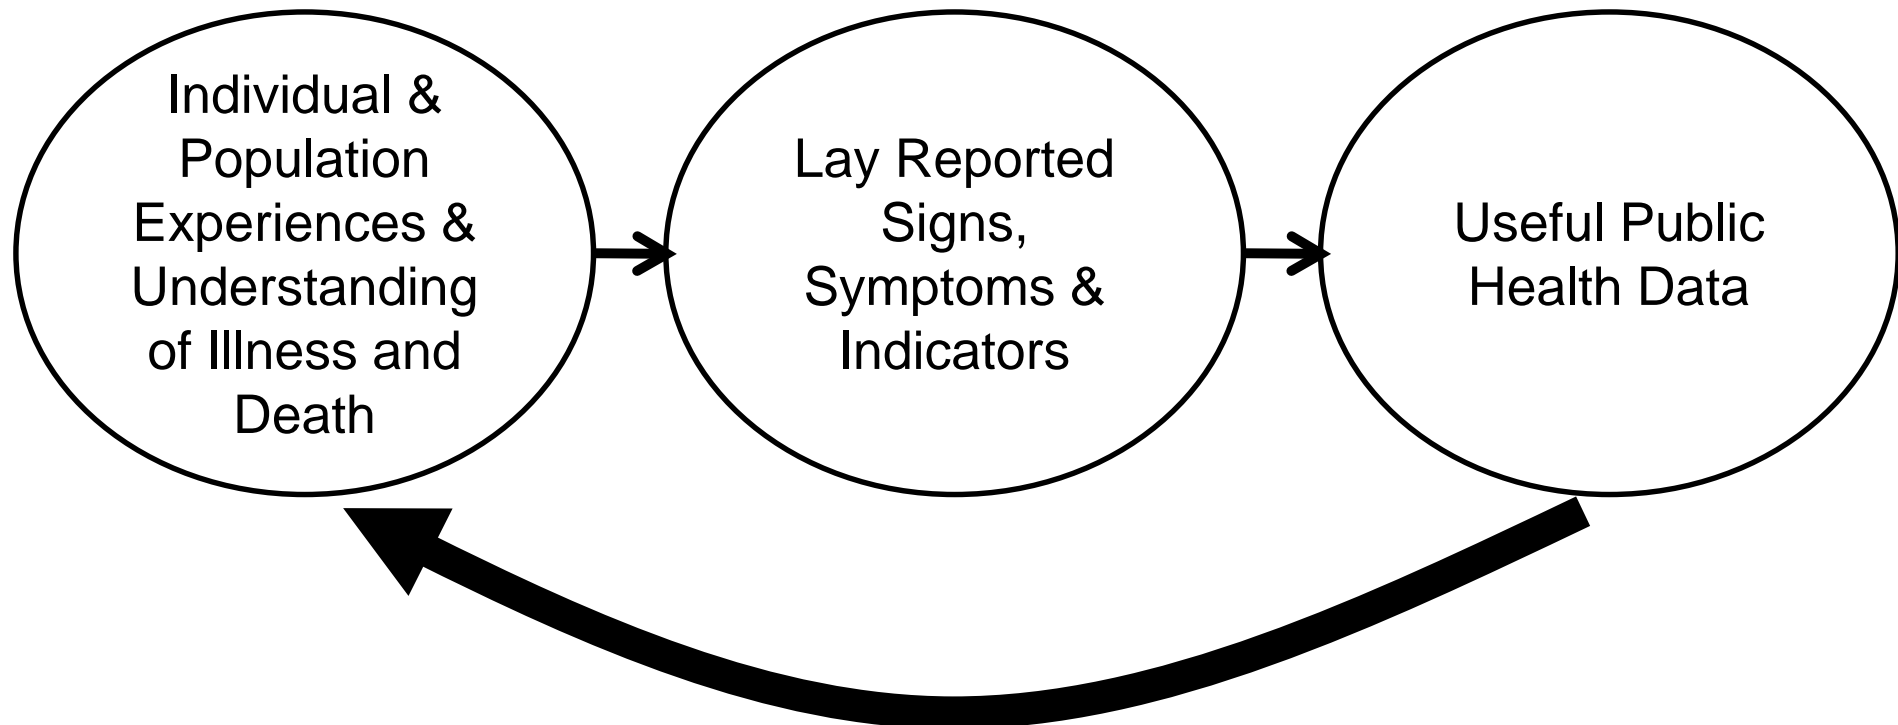 Individual &
Population
Experiences &
Understanding
of Illness and
Death
Lay Reported
Signs,
Symptoms &
Indicators
Useful Public
Health Data